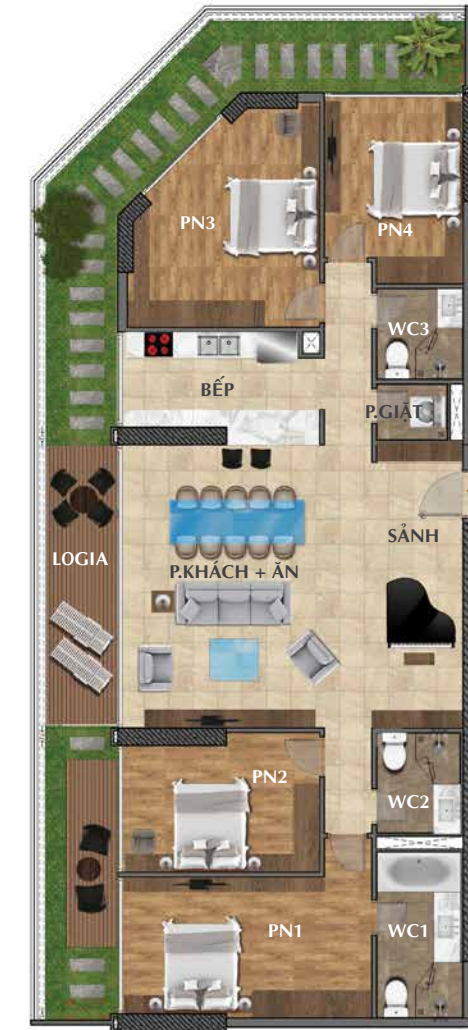 PN3
PN4
WC3
BẾP
P.GIẶT
SẢNH
LOGIA
P.KHÁCH + ĂN
PN2
WC2
PN1
WC1